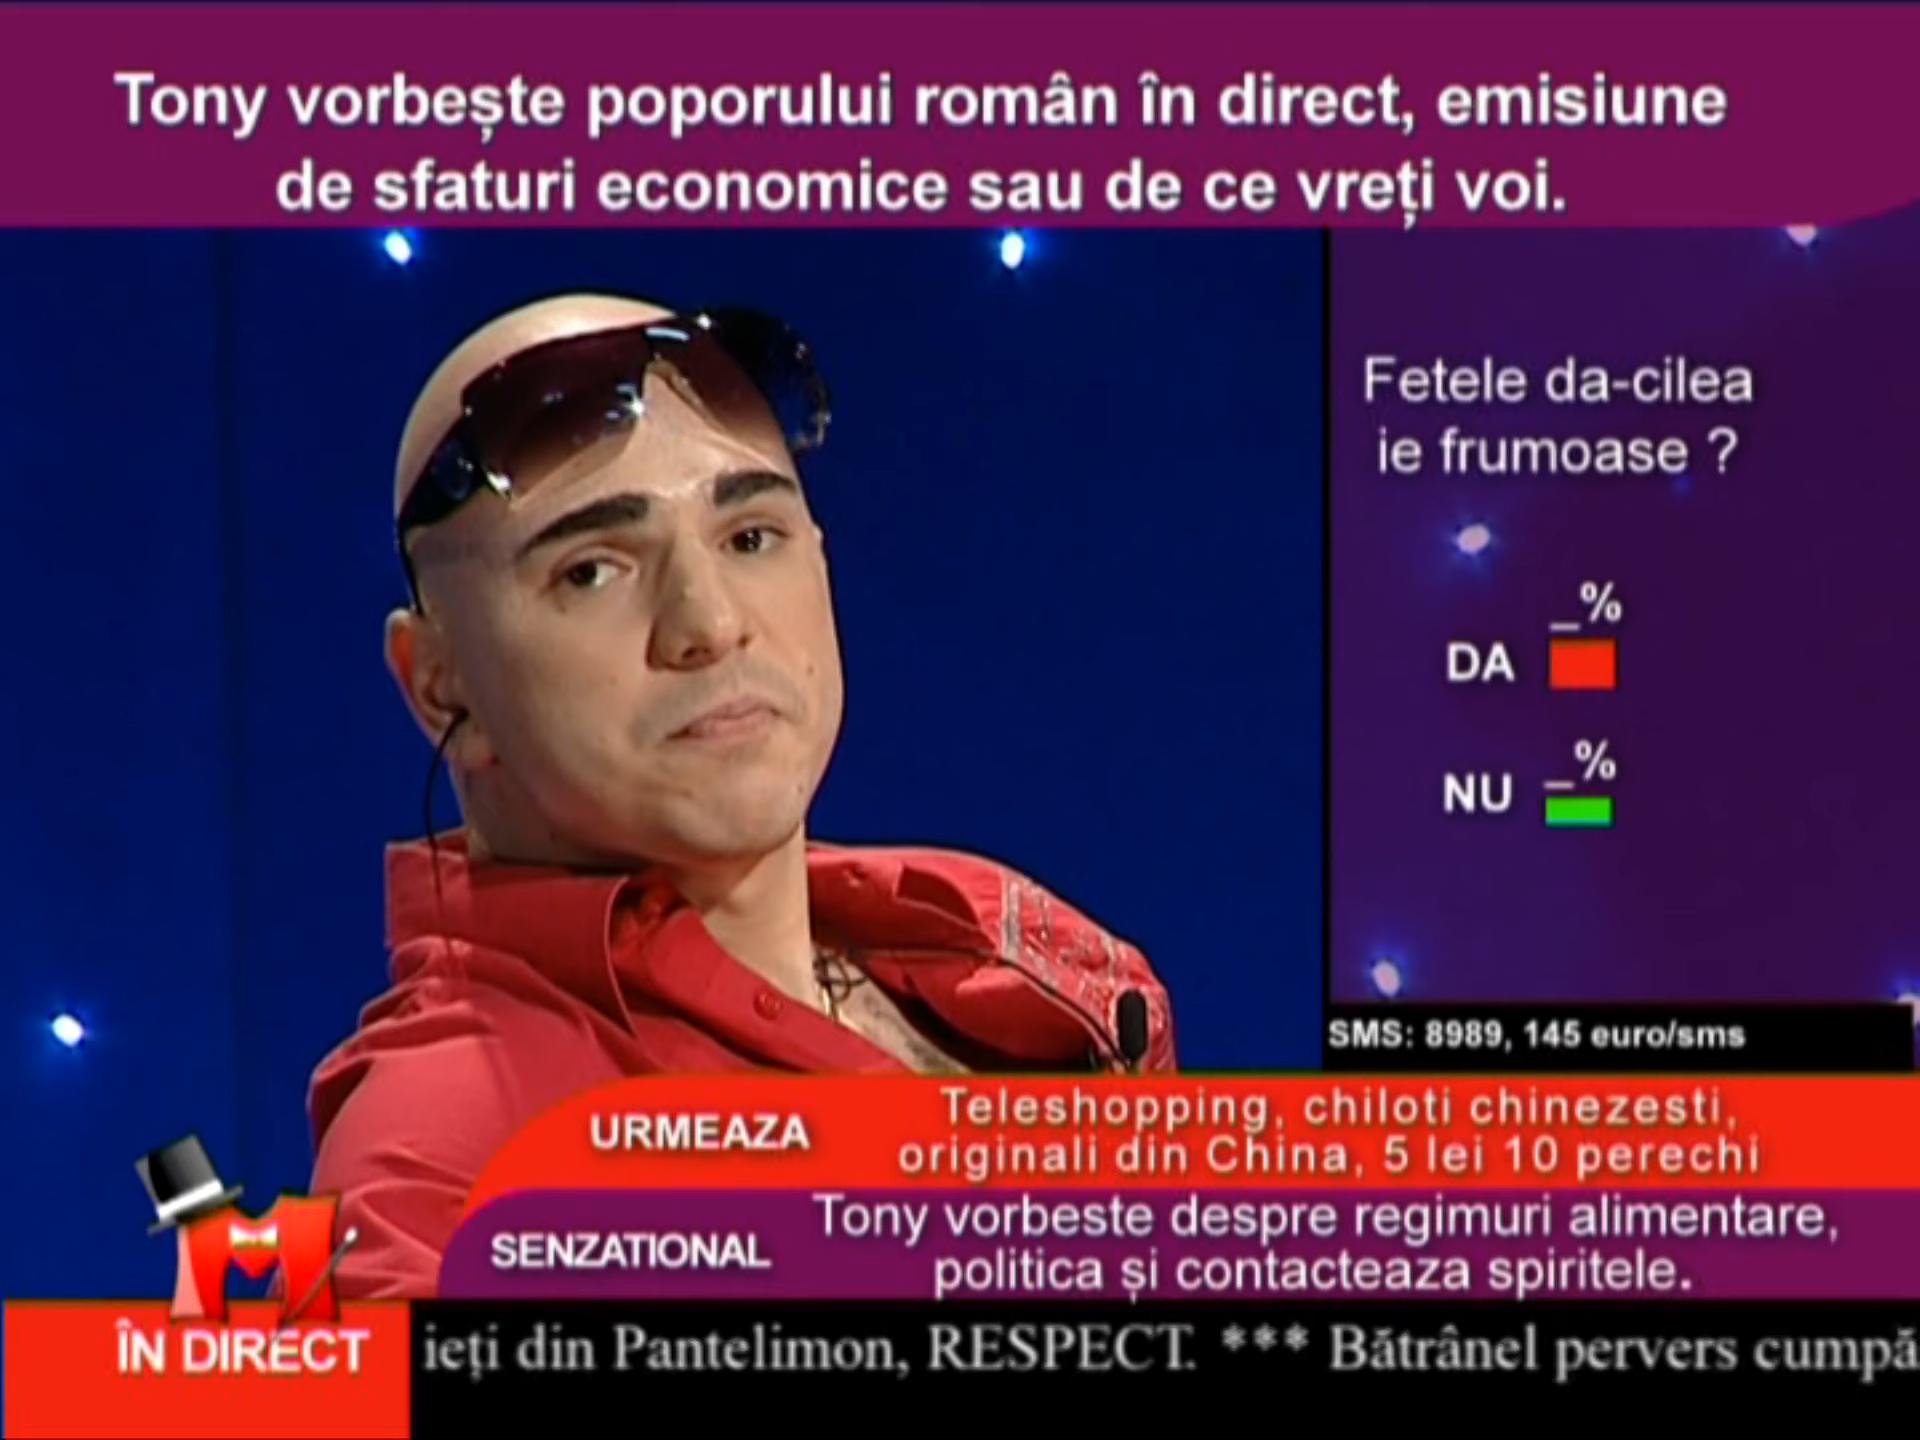 Tony vorbește poporului român în direct, emisiune
de sfaturi economice sau de ce vreți voi.
Fetele da-cilea
ie frumoase ?
_%
DA
_%
NU
SMS: 8989, 145 euro/sms
URMEAZA
Teleshopping, chiloti chinezesti,
originali din China, 5 lei 10 perechi
SENZATIONAL
Tony vorbeste despre regimuri alimentare,
politica și contacteaza spiritele.
ÎN DIRECT
ieți din Pantelimon, RESPECT. *** Bătrânel pervers cumpă